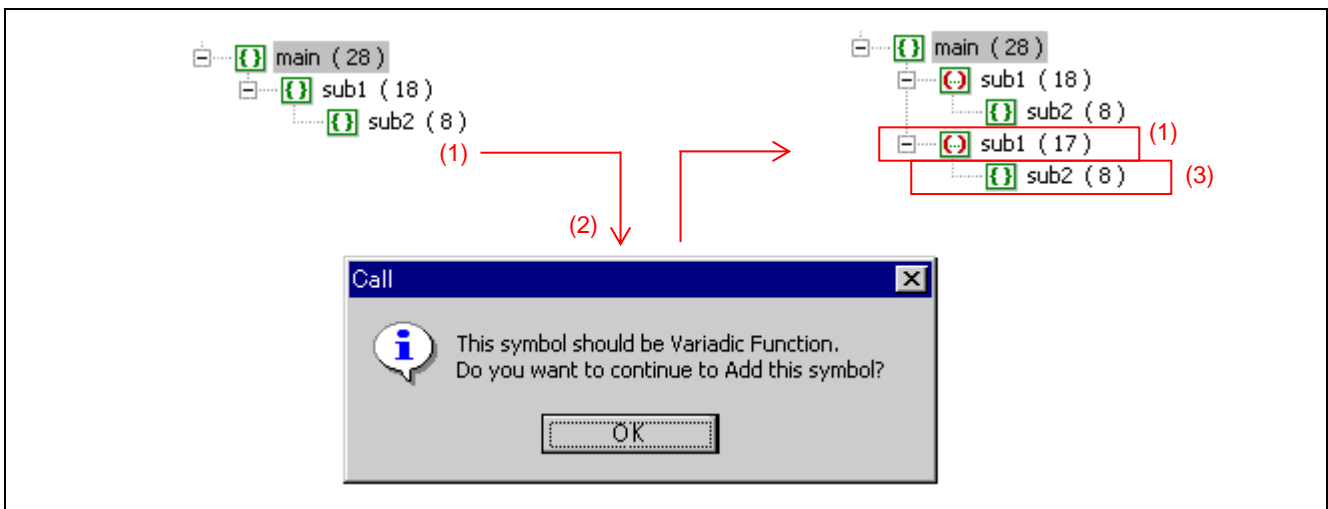 main ( 28 )
sub1 ( 18 )
sub2 ( 8 )
(1)
(2)
main ( 28 )
sub1 ( 18 )
sub2 ( 8 )
sub1 ( 17 )
(1)
sub2 ( 8 )
(3)
Call
This symbol should be Variadic Function.
Do you want to continue to Add this symbol?
OK